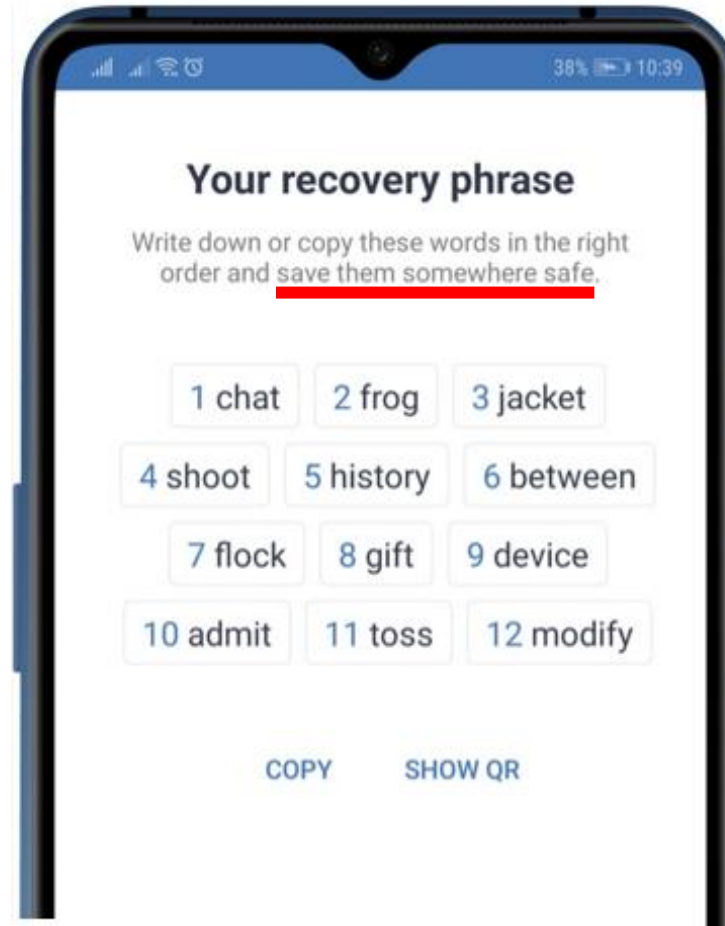 38% 10:39
Your recovery phrase
Write down or copy these words in the right
order and save them somewhere safe.
1 chat 2 frog 3 jacket
4 shoot 5 history 6 between
7 flock 8 gift 9 device
10 admit 11 toss 12 modify
COPY SHOW QR